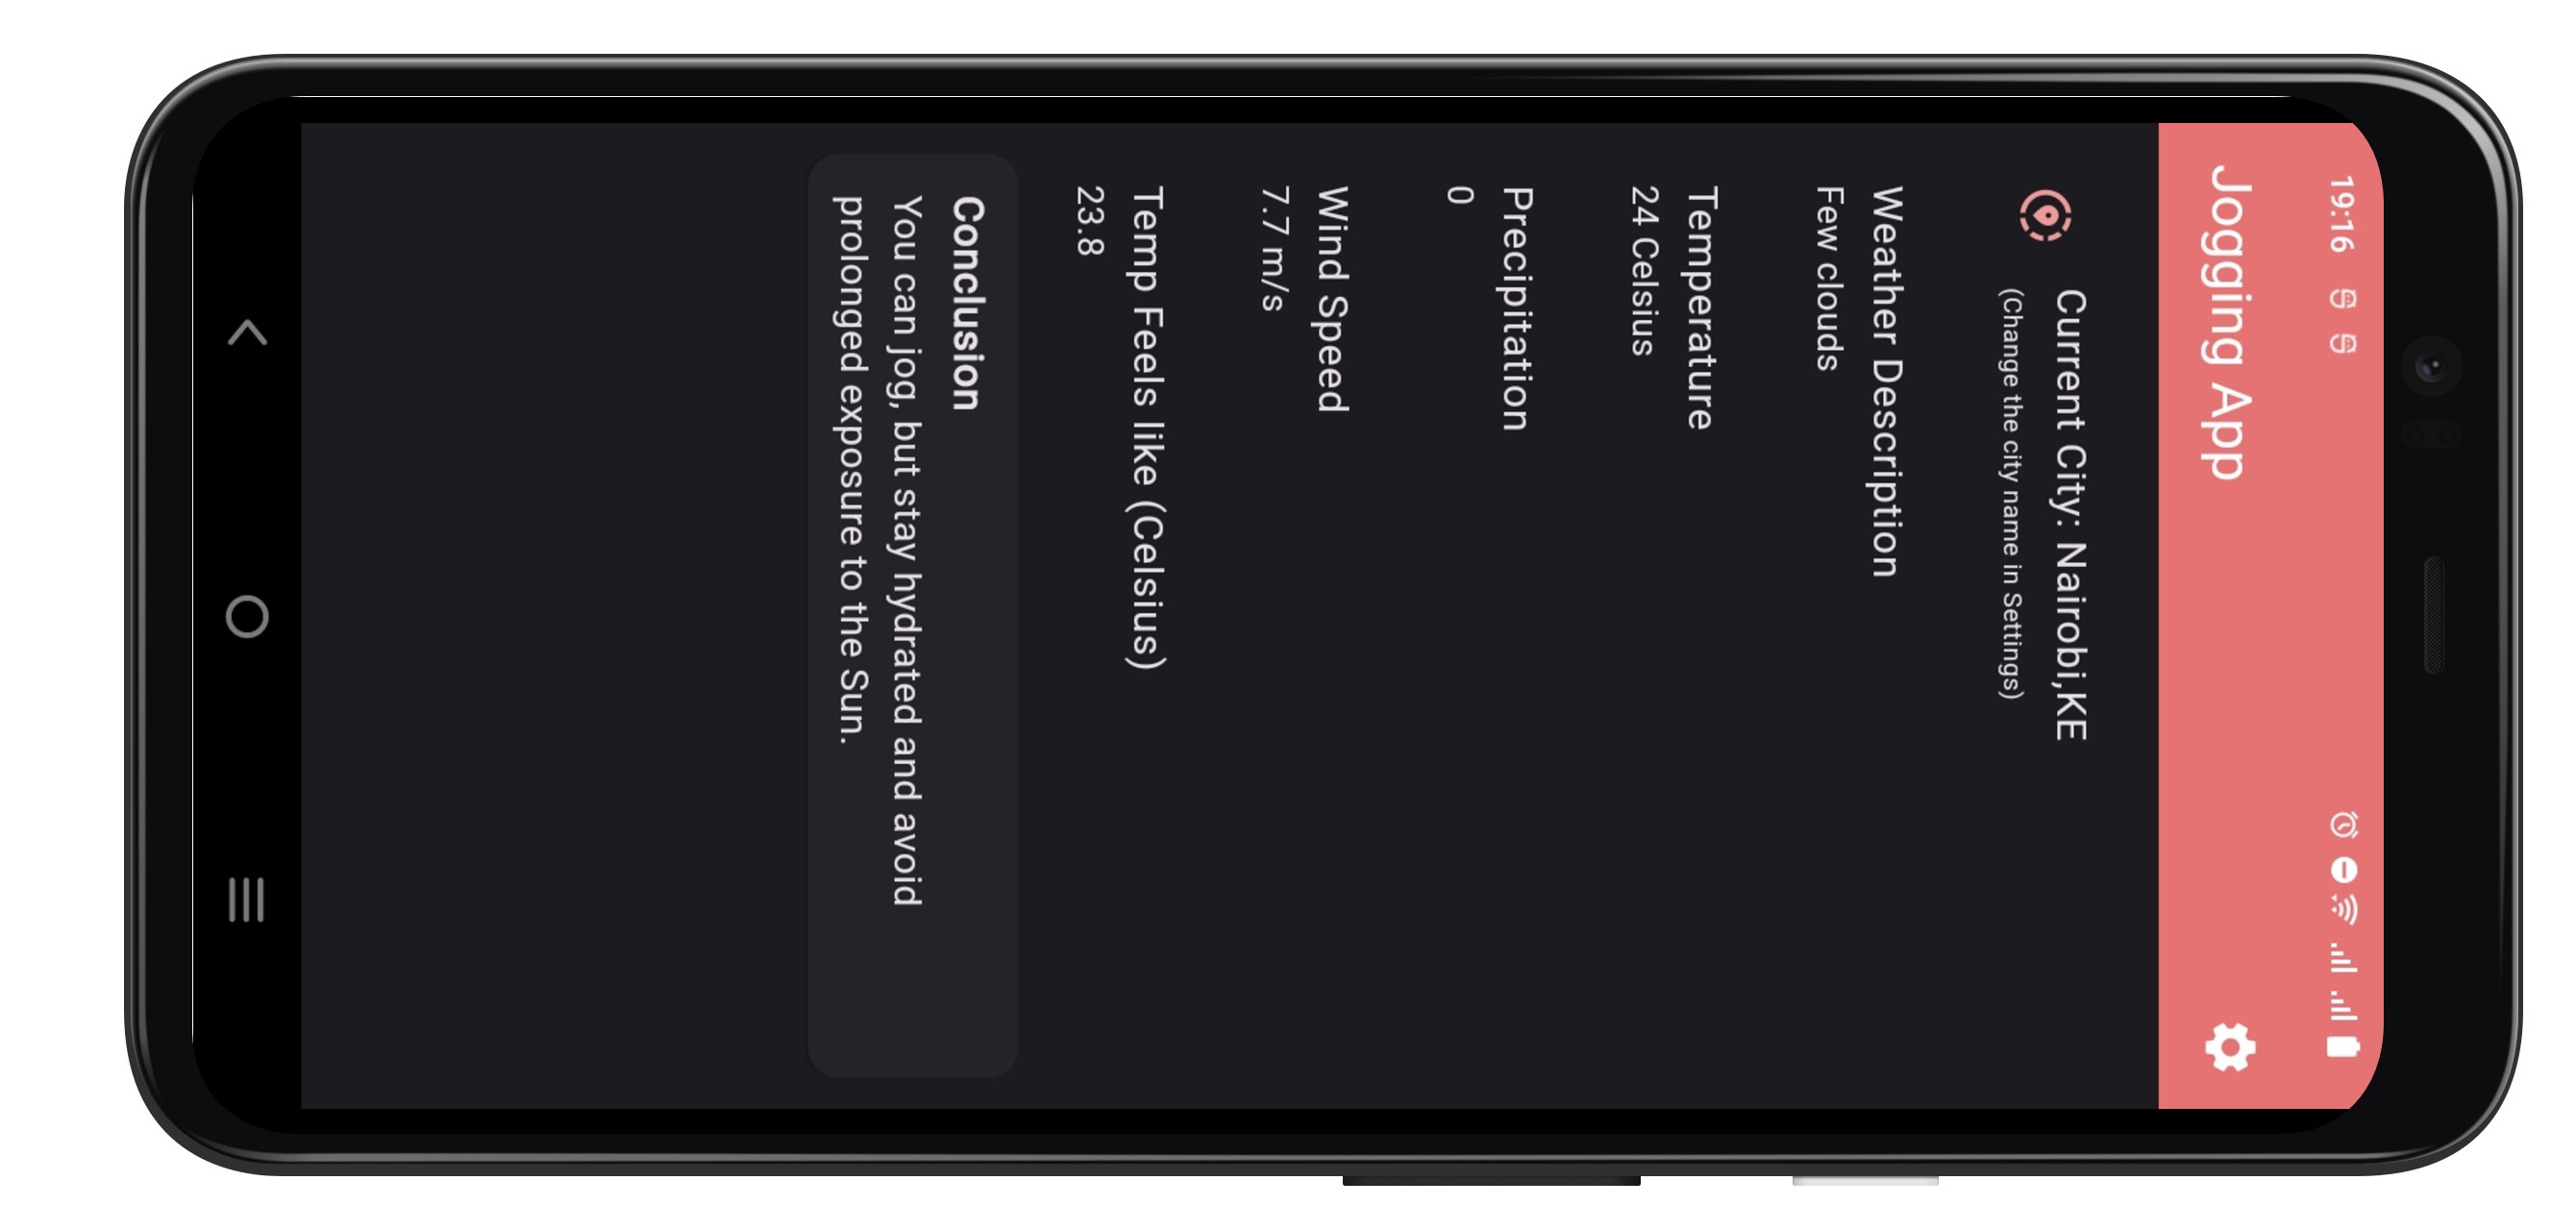 19:16
Jogging App
Current City: Nairobi,KE
(Change the city name in Settings)
Weather Description
Few clouds
Temperature
24 Celsius
Precipitation
0
Wind Speed
7.7 m/s
Temp Feels like (Celsius)
23.8
Conclusion
You can jog, but stay hydrated and avoid
prolonged exposure to the Sun.